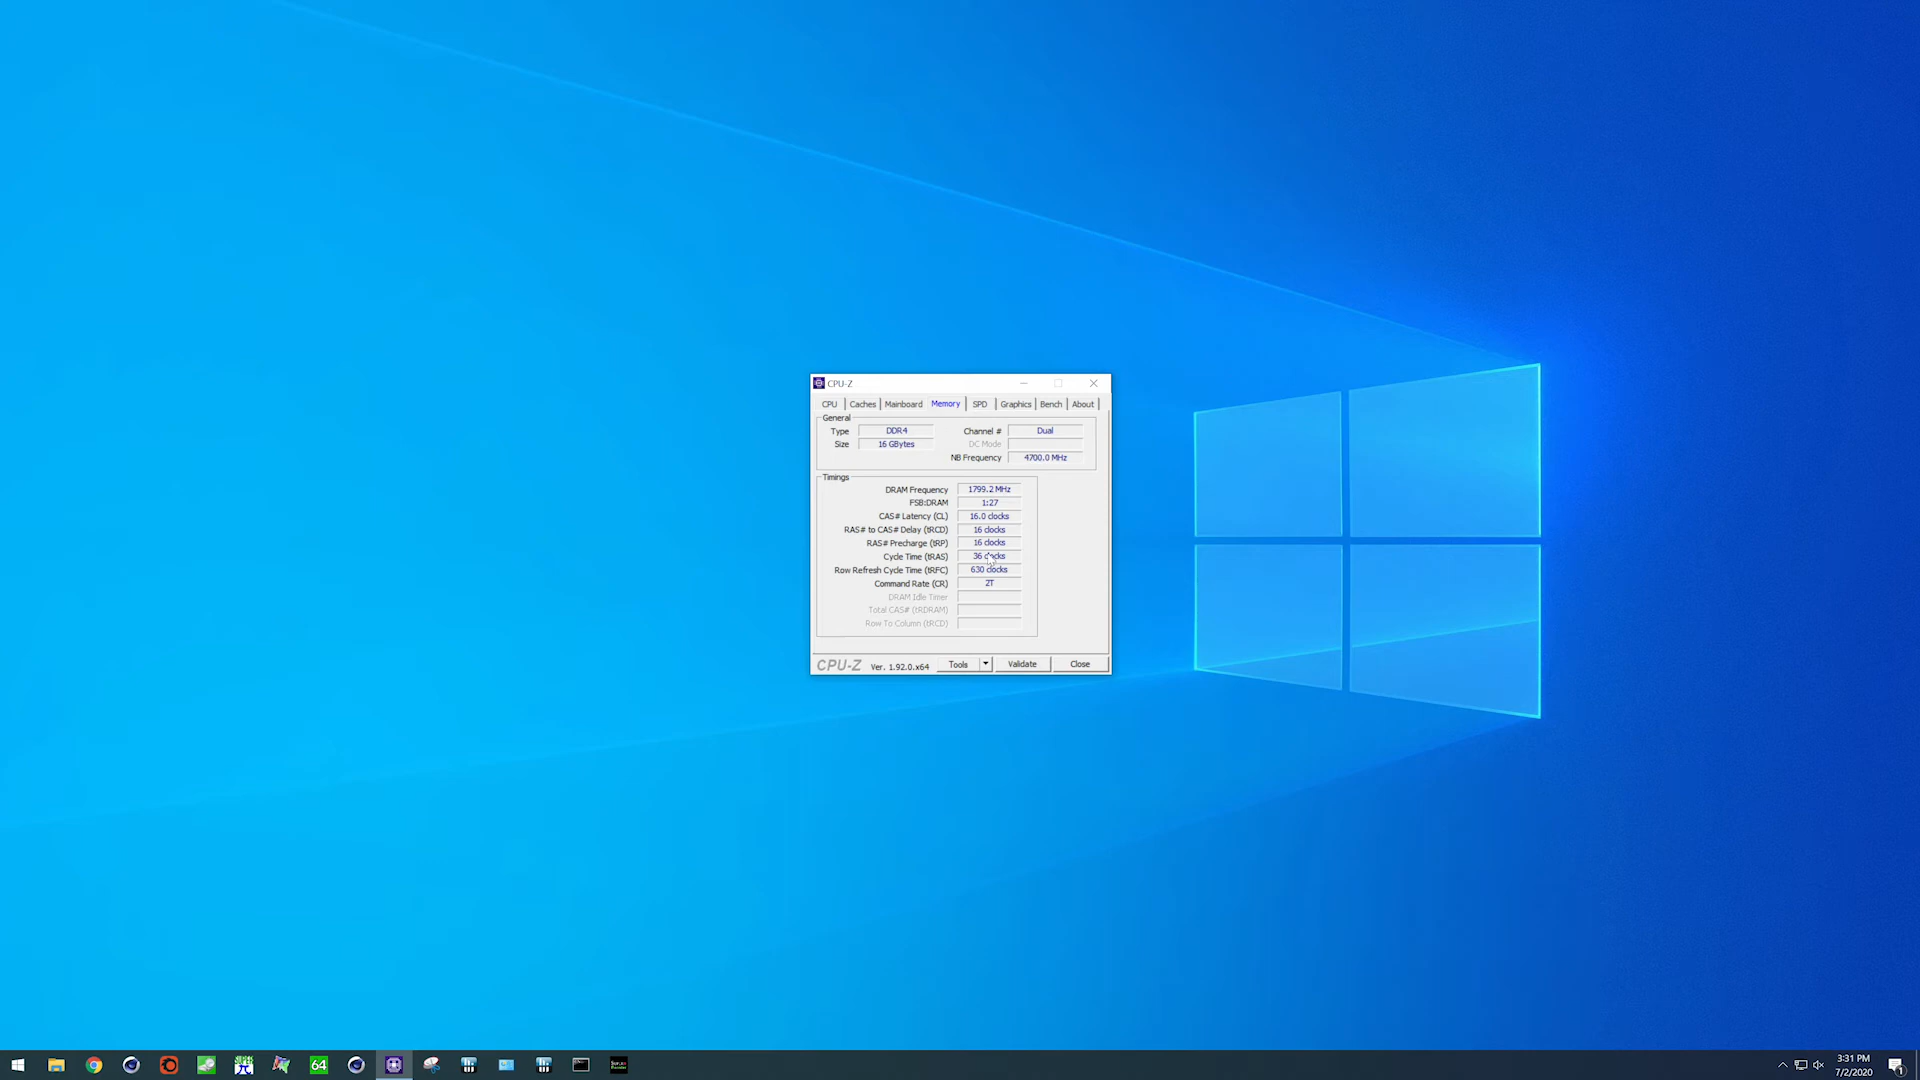 CPU-Z
CPU Caches Mainboard Memory SPD Graphics Bench About
General
Type DDR4 Channel # Dual
Size 16 GBytes DC Mode
NB Frequency 4700.0 MHz
Timings
DRAM Frequency 1799.2 MHz
FSB:DRAM 1:27
CAS# Latency (CL) 16.0 clocks
RAS# to CAS# Delay (tRCD) 16 clocks
RAS# Precharge (tRP) 16 clocks
Cycle Time (tRAS) 36 clocks
Row Refresh Cycle Time (tRFC) 630 clocks
Command Rate (CR) 2T
DRAM Idle Timer
Total CAS# (tRDRAM)
Row To Column (tRCD)
CPU-Z Ver. 1.92.0.x64 Tools Validate Close
SUPER
64
3:31 PM
7/2/2020
1